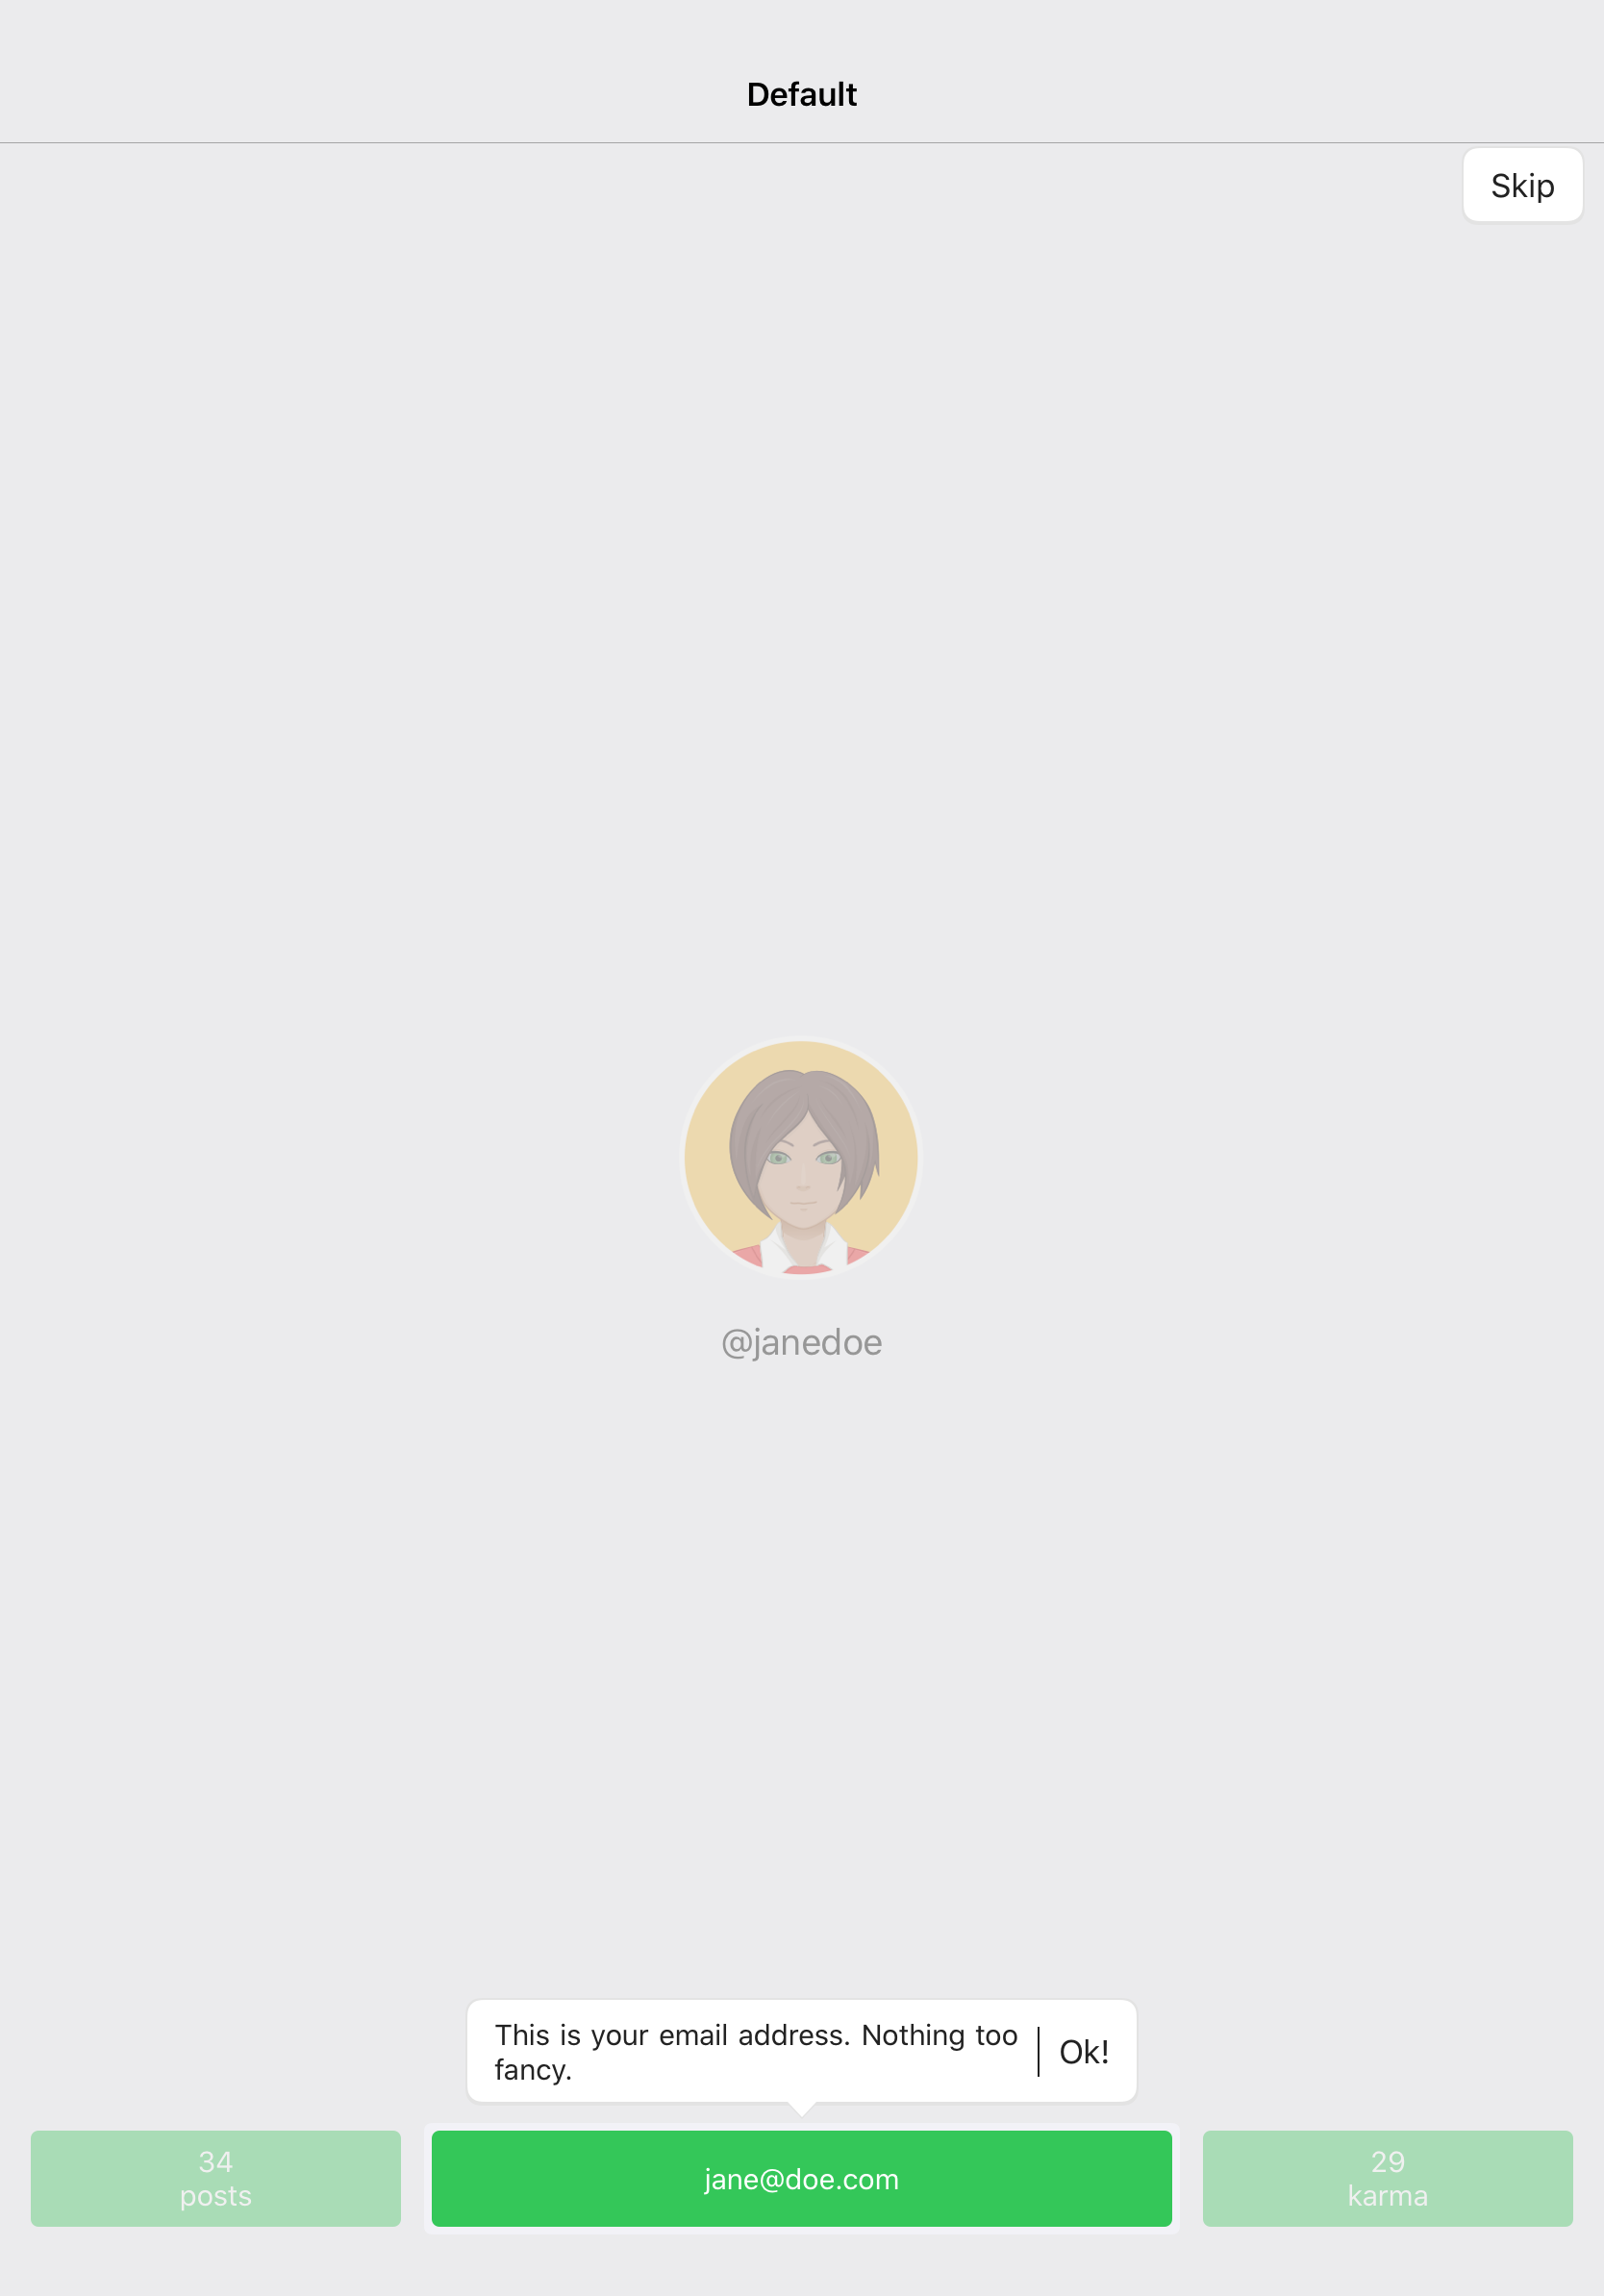 Default
Skip
@janedoe
This is your email address. Nothing too
fancy.
Ok!
34
posts
jane@doe.com
29
karma